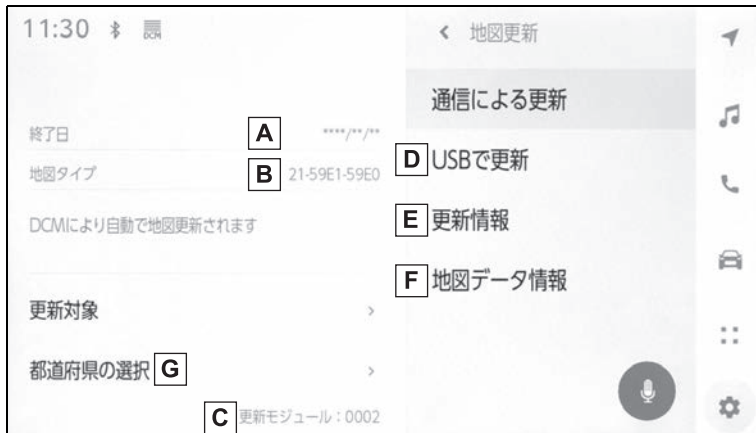 11:30 DCM
終了日 A ****/**/**
地図タイプ B 21-59E1-59E0
DCMにより自動で地図更新されます
更新対象 >
都道府県の選択 G >
C 更新モジュール：0002
< 地図更新
通信による更新
D USBで更新
E 更新情報
F 地図データ情報